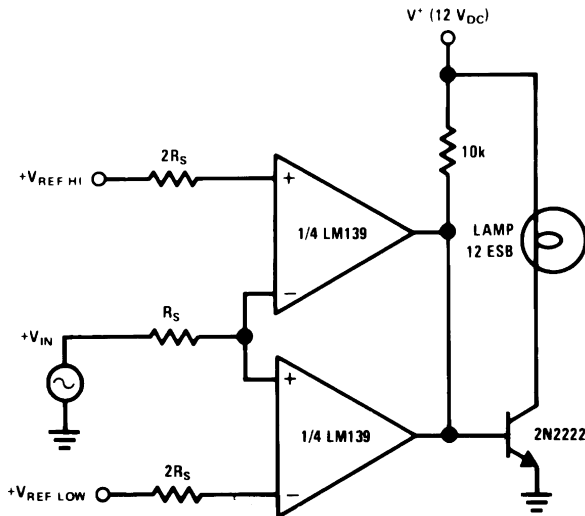 V+ (12 VDC)
2RS
+VREF HI
+
10k
1/4 LM139
LAMP
12 ESB
−
RS
+VIN
+
1/4 LM139
2N2222
2RS
−
+VREF LOW